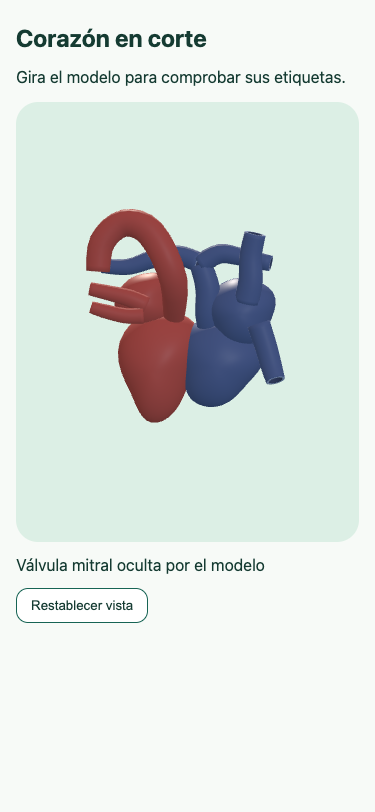 Corazón en corte
Gira el modelo para comprobar sus etiquetas.
Válvula mitral oculta por el modelo
Restablecer vista